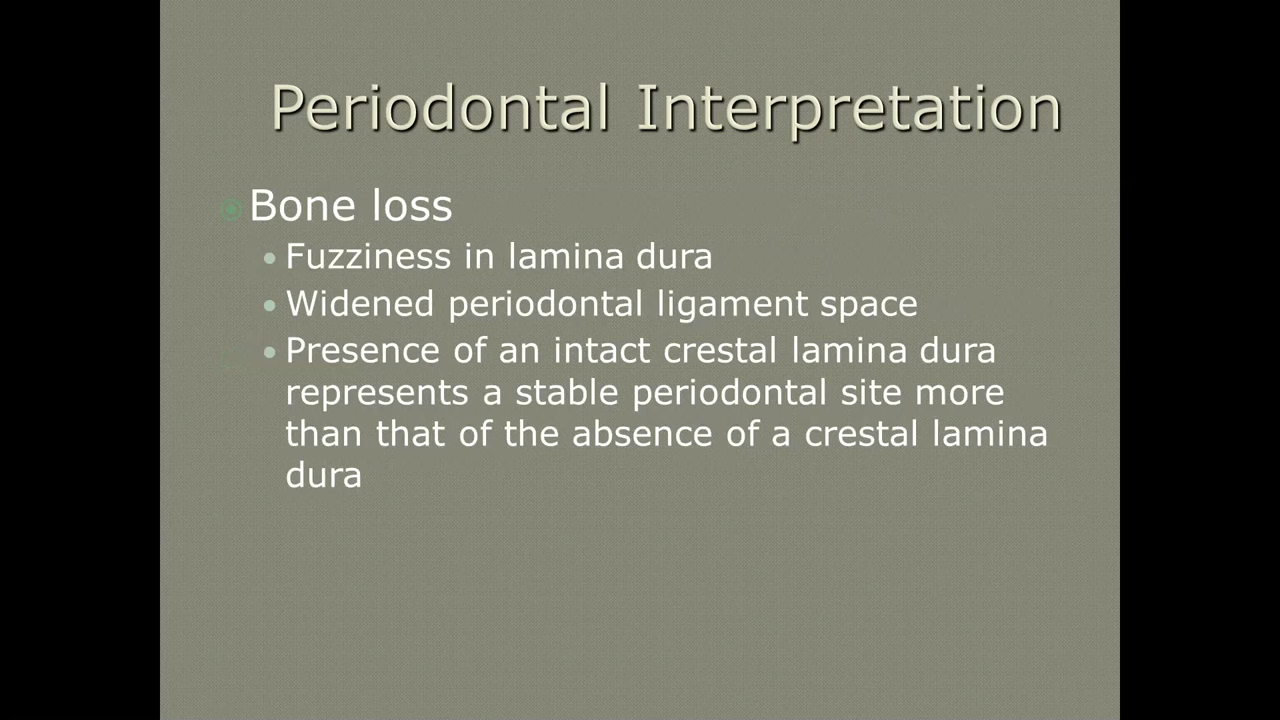 Periodontal Interpretation
Bone loss
Fuzziness in lamina dura
Widened periodontal ligament space
Presence of an intact crestal lamina dura
represents a stable periodontal site more
than that of the absence of a crestal lamina
dura